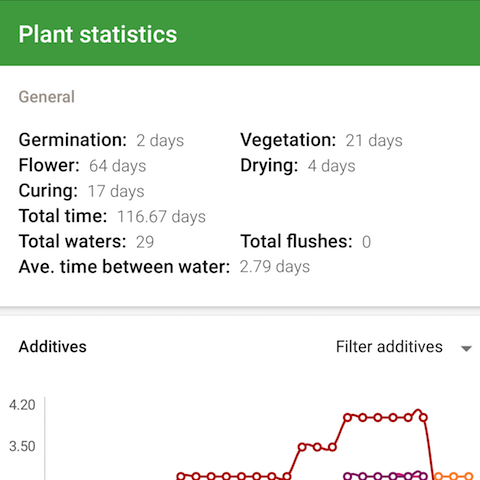 Plant statistics
General
Germination: 2 days Vegetation: 21 days
Flower: 64 days Drying: 4 days
Curing: 17 days
Total time: 116.67 days
Total waters: 29 Total flushes: 0
Ave. time between water: 2.79 days
Additives Filter additives
4.20
3.50